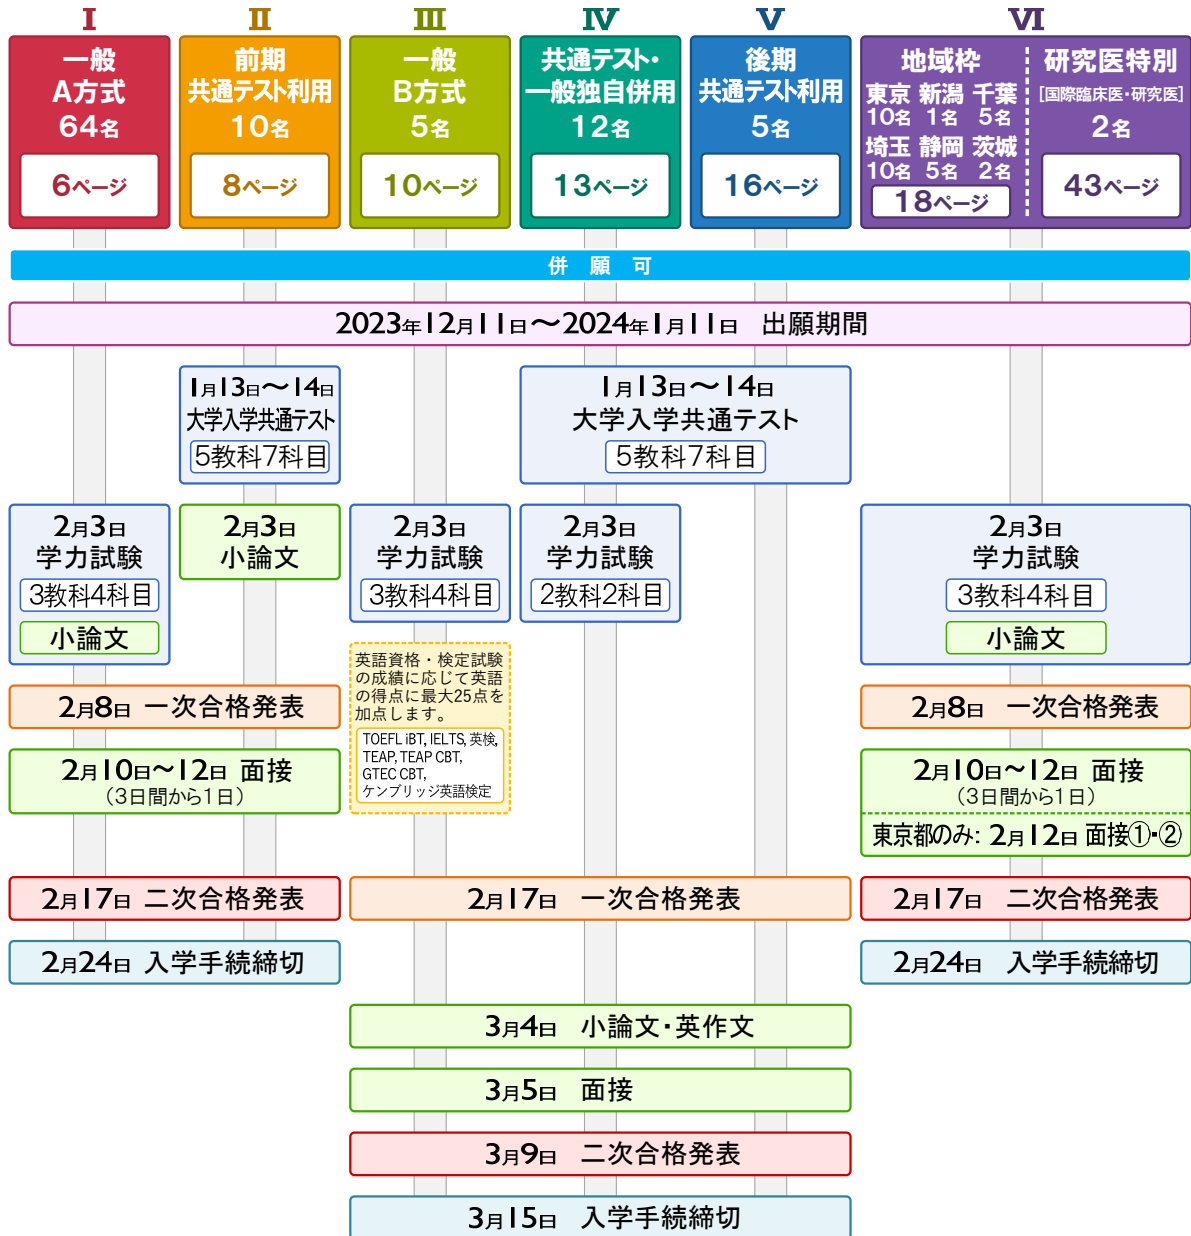 I
一般
A方式
64名
6ページ
II
前期
共通テスト利用
10名
8ページ
III
一般
B方式
5名
10ページ
IV
共通テスト・
一般独自併用
12名
13ページ
V
後期
共通テスト利用
5名
16ページ
VI
地域枠
東京 新潟 千葉
10名 1名 5名
埼玉 静岡 茨城
10名 5名 2名
18ページ
研究医特別
[国際臨床医・研究医]
2名
43ページ
併願可
2023年12月11日〜2024年1月11日 出願期間
1月13日〜14日
大学入学共通テスト
5教科7科目
1月13日〜14日
大学入学共通テスト
5教科7科目
2月3日
学力試験
3教科4科目
小論文
2月3日
小論文
2月3日
学力試験
3教科4科目
2月3日
学力試験
2教科2科目
2月3日
学力試験
3教科4科目
小論文
英語資格・検定試験
の成績に応じて英語
の得点に最大25点を
加点します。
TOEFL iBT, IELTS, 英検,
TEAP, TEAP CBT,
GTEC CBT,
ケンブリッジ英語検定
2月8日 一次合格発表
2月8日 一次合格発表
2月10日〜12日 面接
(3日間から1日)
2月10日〜12日 面接
(3日間から1日)
東京都のみ: 2月12日 面接①・②
2月17日 二次合格発表
2月17日 一次合格発表
2月17日 二次合格発表
2月24日 入学手続締切
2月24日 入学手続締切
3月4日 小論文・英作文
3月5日 面接
3月9日 二次合格発表
3月15日 入学手続締切